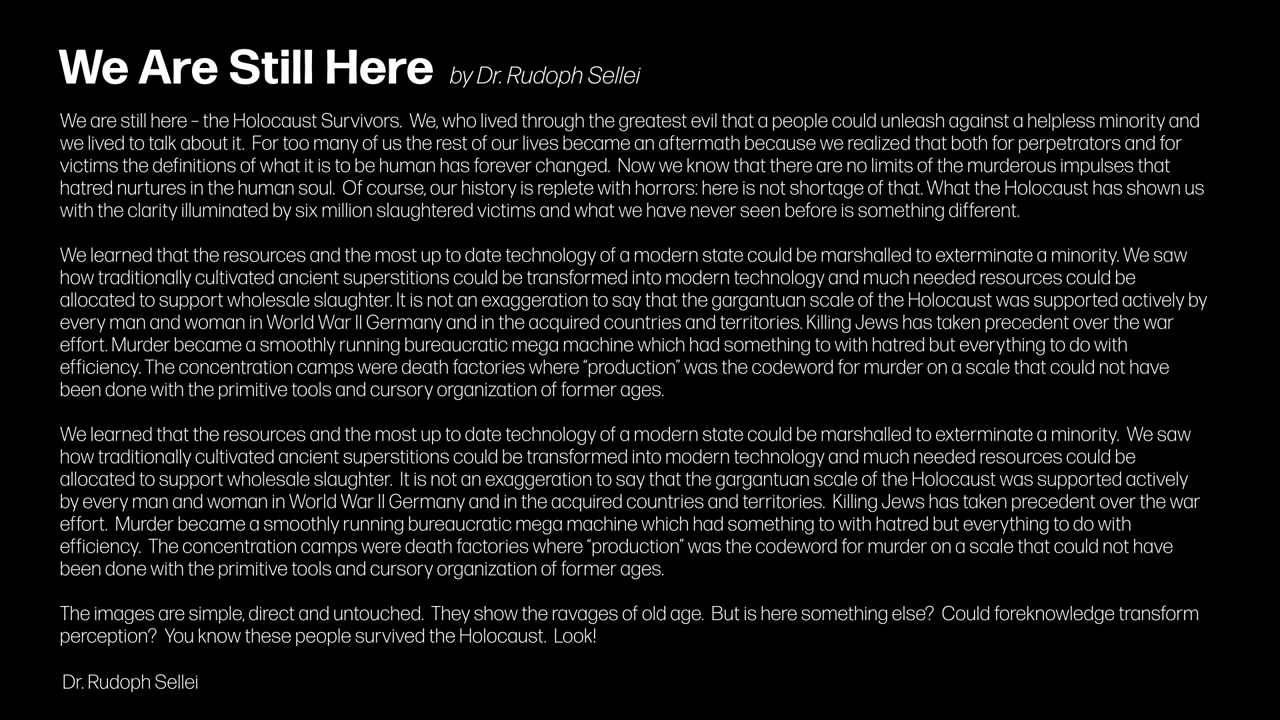 We Are Still Here by Dr. Rudoph Sellei
We are still here – the Holocaust Survivors. We, who lived through the greatest evil that a people could unleash against a helpless minority and
we lived to talk about it. For too many of us the rest of our lives became an aftermath because we realized that both for perpetrators and for
victims the definitions of what it is to be human has forever changed. Now we know that there are no limits of the murderous impulses that
hatred nurtures in the human soul. Of course, our history is replete with horrors: here is not shortage of that. What the Holocaust has shown us
with the clarity illuminated by six million slaughtered victims and what we have never seen before is something different.
We learned that the resources and the most up to date technology of a modern state could be marshalled to exterminate a minority. We saw
how traditionally cultivated ancient superstitions could be transformed into modern technology and much needed resources could be
allocated to support wholesale slaughter. It is not an exaggeration to say that the gargantuan scale of the Holocaust was supported actively by
every man and woman in World War II Germany and in the acquired countries and territories. Killing Jews has taken precedent over the war
effort. Murder became a smoothly running bureaucratic mega machine which had something to with hatred but everything to do with
efficiency. The concentration camps were death factories where “production” was the codeword for murder on a scale that could not have
been done with the primitive tools and cursory organization of former ages.
We learned that the resources and the most up to date technology of a modern state could be marshalled to exterminate a minority. We saw
how traditionally cultivated ancient superstitions could be transformed into modern technology and much needed resources could be
allocated to support wholesale slaughter. It is not an exaggeration to say that the gargantuan scale of the Holocaust was supported actively
by every man and woman in World War II Germany and in the acquired countries and territories. Killing Jews has taken precedent over the war
effort. Murder became a smoothly running bureaucratic mega machine which had something to with hatred but everything to do with
efficiency. The concentration camps were death factories where “production” was the codeword for murder on a scale that could not have
been done with the primitive tools and cursory organization of former ages.
The images are simple, direct and untouched. They show the ravages of old age. But is here something else? Could foreknowledge transform
perception? You know these people survived the Holocaust. Look!
Dr. Rudoph Sellei